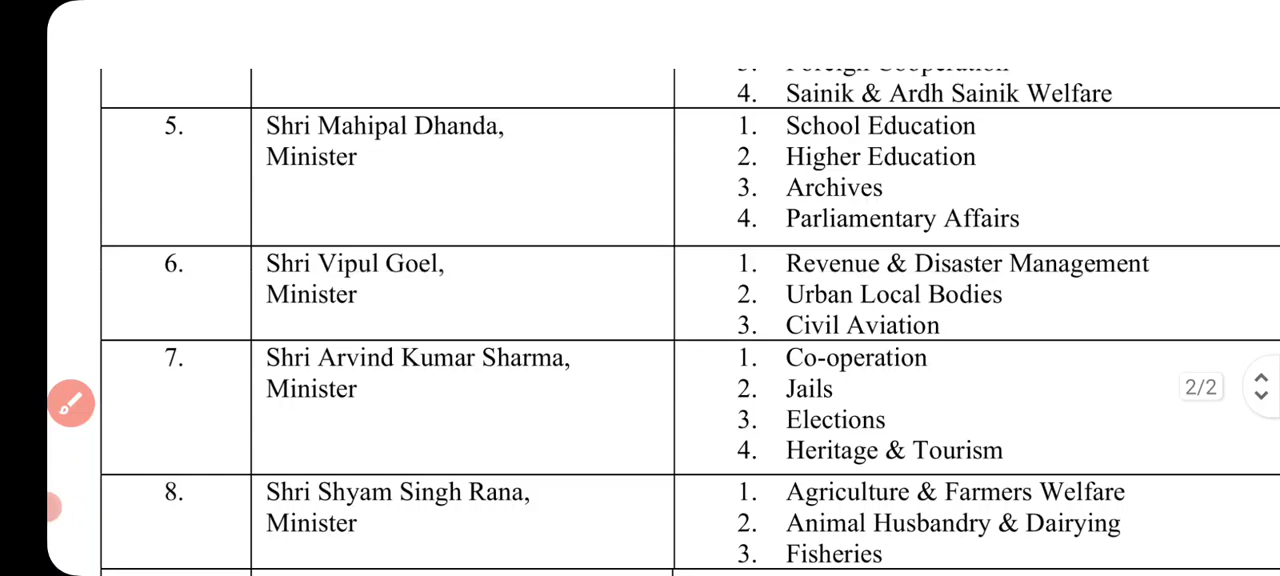 4. Sainik & Ardh Sainik Welfare
5. Shri Mahipal Dhanda, 1. School Education
Minister 2. Higher Education
3. Archives
4. Parliamentary Affairs
6. Shri Vipul Goel, 1. Revenue & Disaster Management
Minister 2. Urban Local Bodies
3. Civil Aviation
7. Shri Arvind Kumar Sharma, 1. Co-operation
Minister 2. Jails
2/2
3. Elections
4. Heritage & Tourism
8. Shri Shyam Singh Rana, 1. Agriculture & Farmers Welfare
Minister 2. Animal Husbandry & Dairying
3. Fisheries